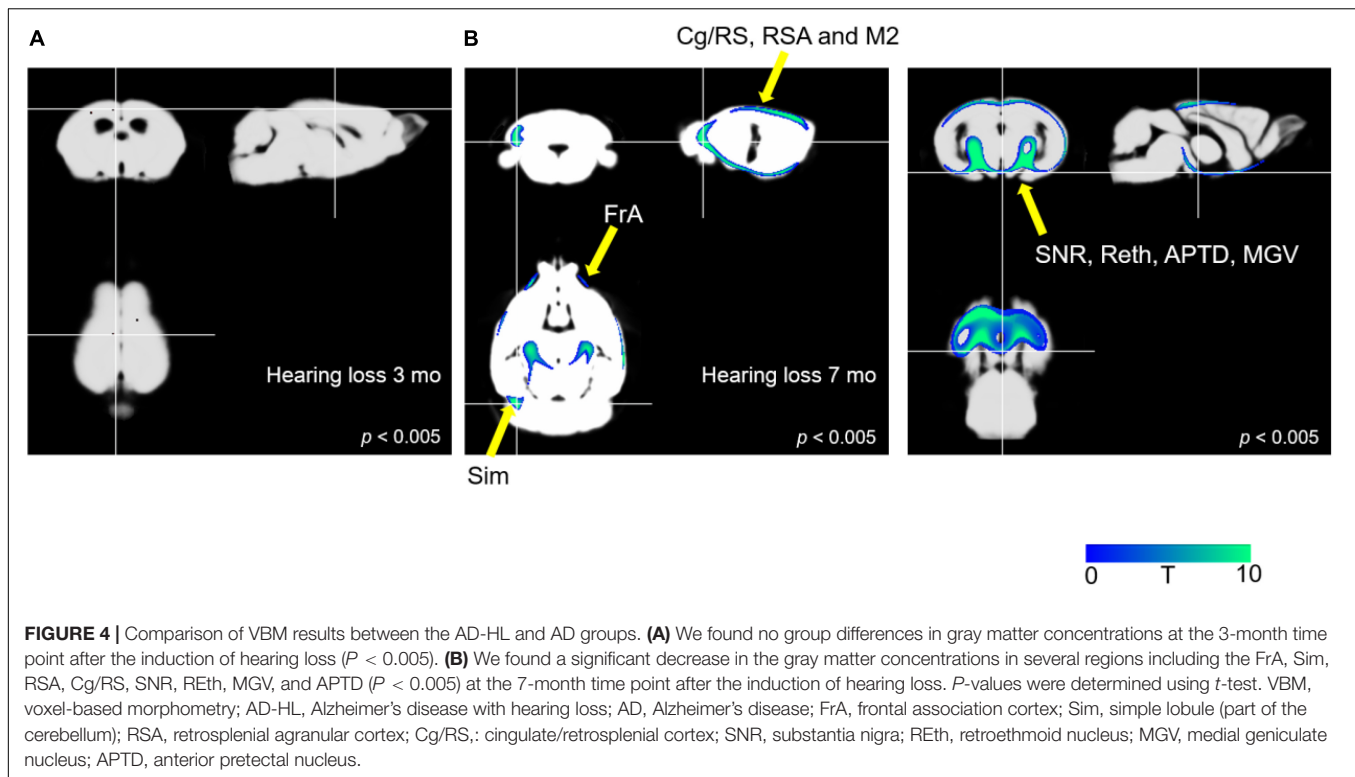 A
B
Cg/RS, RSA and M2
FrA
SNR, Reth, APTD, MGV
Hearing loss 3 mo
Hearing loss 7 mo
p < 0.005
p < 0.005
p < 0.005
Sim
0 T 10
FIGURE 4 | Comparison of VBM results between the AD-HL and AD groups. (A) We found no group differences in gray matter concentrations at the 3-month time
point after the induction of hearing loss (P < 0.005). (B) We found a significant decrease in the gray matter concentrations in several regions including the FrA, Sim,
RSA, Cg/RS, SNR, REth, MGV, and APTD (P < 0.005) at the 7-month time point after the induction of hearing loss. P-values were determined using t-test. VBM,
voxel-based morphometry; AD-HL, Alzheimer's disease with hearing loss; AD, Alzheimer's disease; FrA, frontal association cortex; Sim, simple lobule (part of the
cerebellum); RSA, retrosplenial agranular cortex; Cg/RS,: cingulate/retrosplenial cortex; SNR, substantia nigra; REth, retroethmoid nucleus; MGV, medial geniculate
nucleus; APTD, anterior pretectal nucleus.